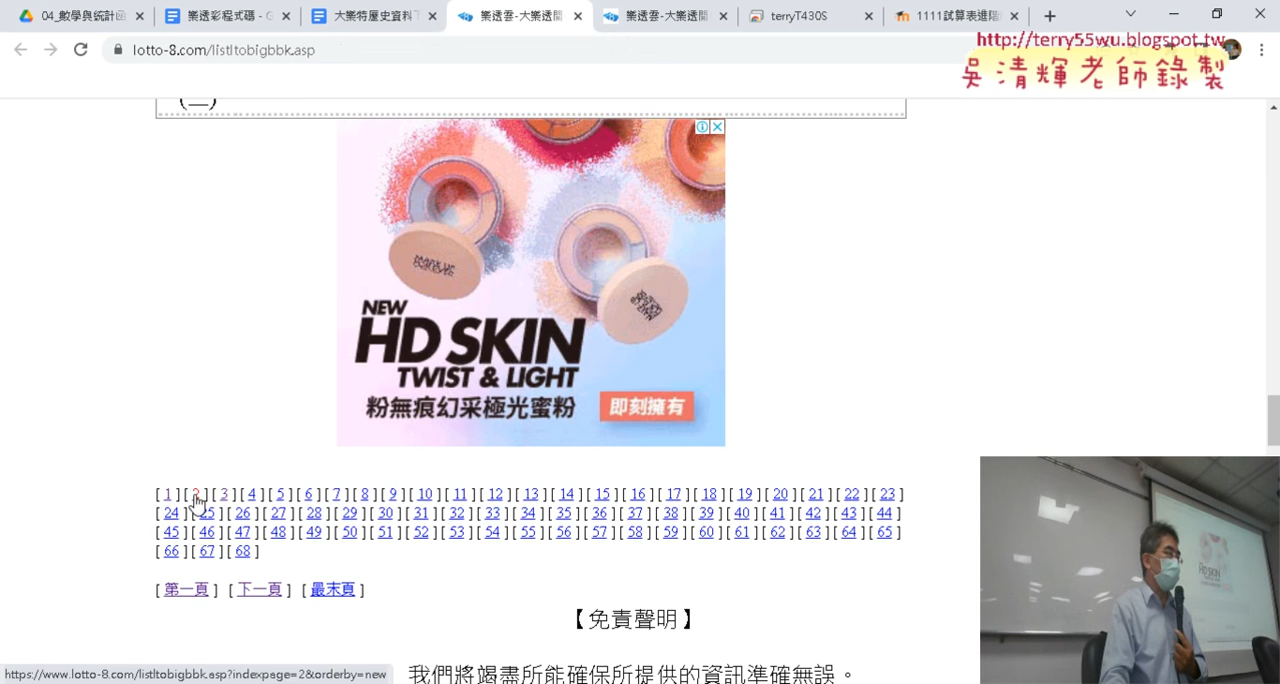 04_數學與統計函
樂透彩程式碼 - G
大樂特屢史資料下
樂透雲-大樂透開
樂透雲-大樂透開
terryT430S
1111試算表進階
lotto-8.com/listltobigbbk.asp
http://terry55wu.blogspot.tw
吳清輝老師錄製
(二)
NEW
HD SKIN
TWIST & LIGHT
粉無痕幻采極光蜜粉
即刻擁有
[ 1 ] [ 2 ] [ 3 ] [ 4 ] [ 5 ] [ 6 ] [ 7 ] [ 8 ] [ 9 ] [ 10 ] [ 11 ] [ 12 ] [ 13 ] [ 14 ] [ 15 ] [ 16 ] [ 17 ] [ 18 ] [ 19 ] [ 20 ] [ 21 ] [ 22 ] [ 23 ]
[ 24 ] [ 25 ] [ 26 ] [ 27 ] [ 28 ] [ 29 ] [ 30 ] [ 31 ] [ 32 ] [ 33 ] [ 34 ] [ 35 ] [ 36 ] [ 37 ] [ 38 ] [ 39 ] [ 40 ] [ 41 ] [ 42 ] [ 43 ] [ 44 ]
[ 45 ] [ 46 ] [ 47 ] [ 48 ] [ 49 ] [ 50 ] [ 51 ] [ 52 ] [ 53 ] [ 54 ] [ 55 ] [ 56 ] [ 57 ] [ 58 ] [ 59 ] [ 60 ] [ 61 ] [ 62 ] [ 63 ] [ 64 ] [ 65 ]
[ 66 ] [ 67 ] [ 68 ]
[ 第一頁 ] [ 下一頁 ] [ 最末頁 ]
【免責聲明】
我們將竭盡所能確保所提供的資訊準確無誤。
https://www.lotto-8.com/listltobigbbk.asp?indexpage=2&orderby=new
HD SKIN